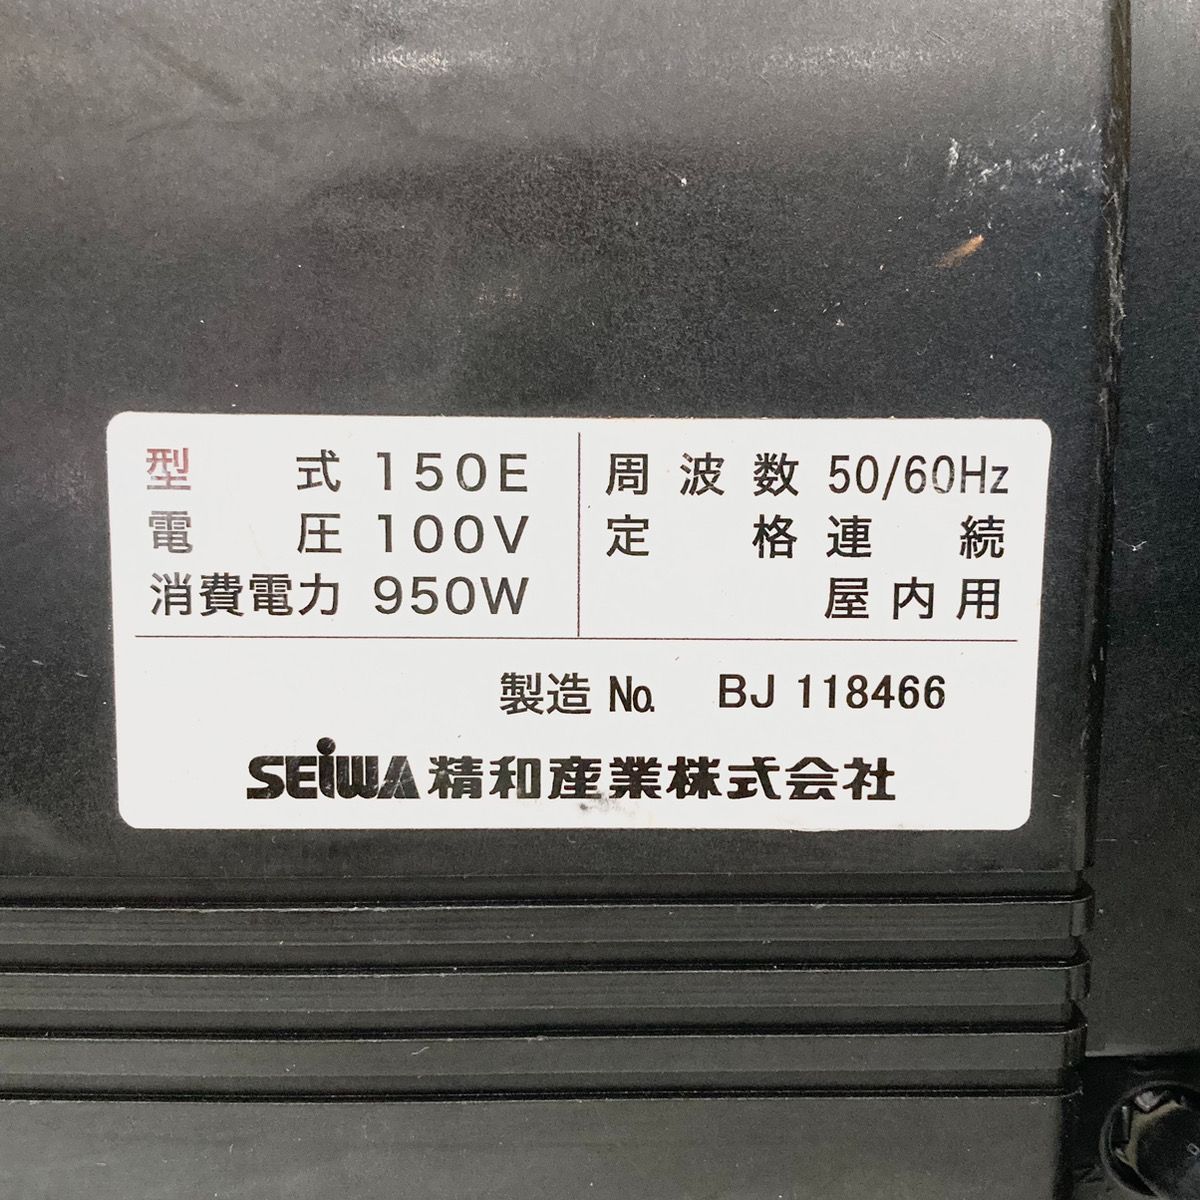 型式 150E
電圧 100V
消費電力 950W
周波数 50/60Hz
定格連続
屋内用
製造 No. BJ 118466
SEiWA 精和産業株式会社